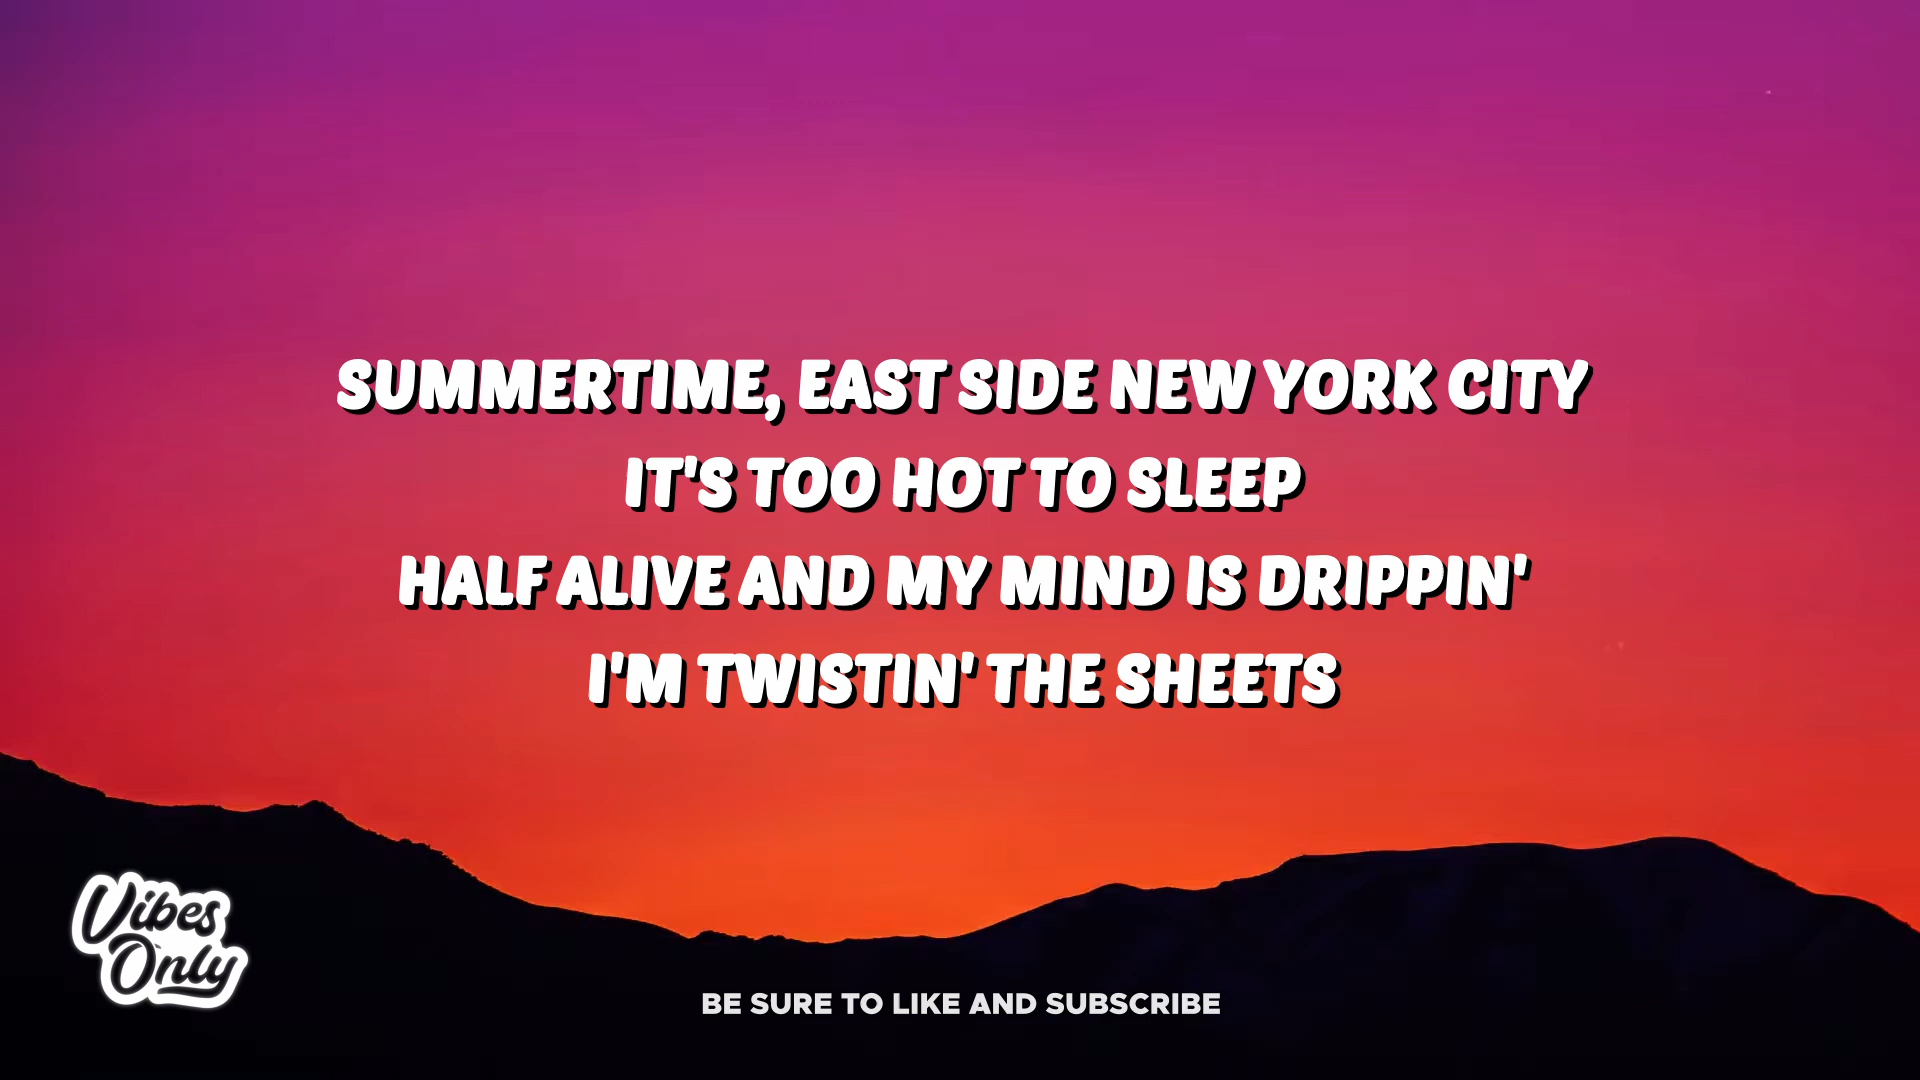 SUMMERTIME, EAST SIDE NEW YORK CITY
IT'S TOO HOT TO SLEEP
HALF ALIVE AND MY MIND IS DRIPPIN'
I'M TWISTIN' THE SHEETS
Vibes
Only
BE SURE TO LIKE AND SUBSCRIBE